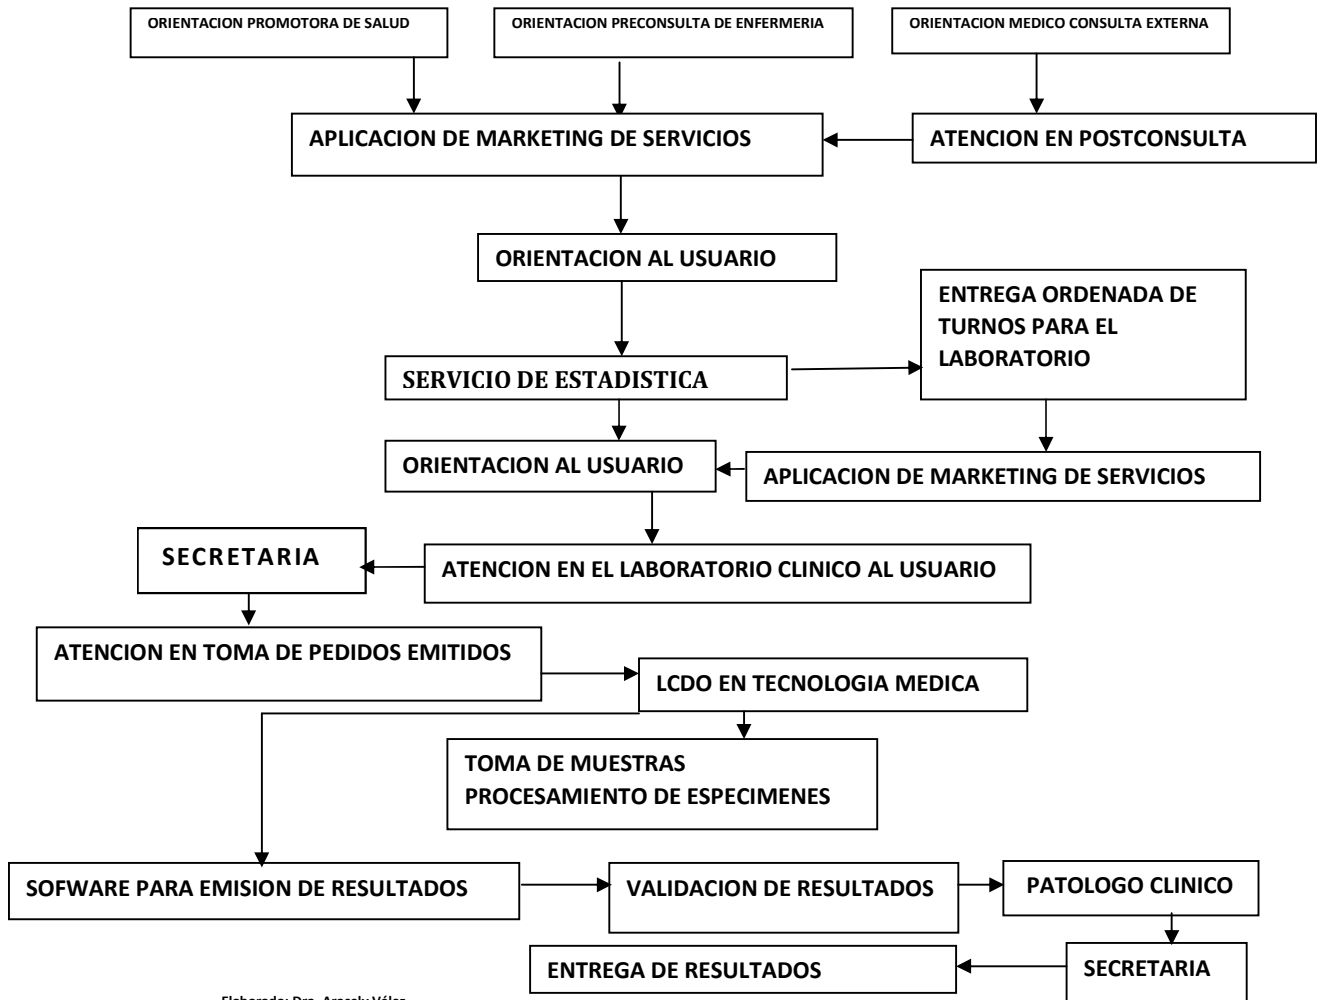 ORIENTACION PROMOTORA DE SALUD
ORIENTACION PRECONSULTA DE ENFERMERIA
ORIENTACION MEDICO CONSULTA EXTERNA
APLICACION DE MARKETING DE SERVICIOS
ATENCION EN POSTCONSULTA
ORIENTACION AL USUARIO
ENTREGA ORDENADA DE
TURNOS PARA EL
LABORATORIO
SERVICIO DE ESTADISTICA
ORIENTACION AL USUARIO
APLICACION DE MARKETING DE SERVICIOS
SECRETARIA
ATENCION EN EL LABORATORIO CLINICO AL USUARIO
ATENCION EN TOMA DE PEDIDOS EMITIDOS
LCDO EN TECNOLOGIA MEDICA
TOMA DE MUESTRAS
PROCESAMIENTO DE ESPECIMENES
SOFWARE PARA EMISION DE RESULTADOS
VALIDACION DE RESULTADOS
PATOLOGO CLINICO
ENTREGA DE RESULTADOS
SECRETARIA
Elaborado: Dra. Aracely Vélez